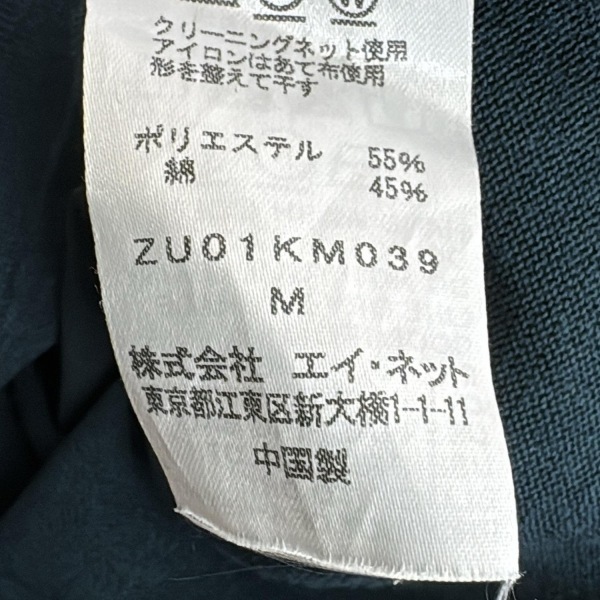 クリーニングネット使用
アイロンはあて布使用
形を整えて干す
ポリエステル 55%
綿 45%
ZU01KM039
M
株式会社 エイ・ネット
東京都江東区新大橋1-1-11
中国製